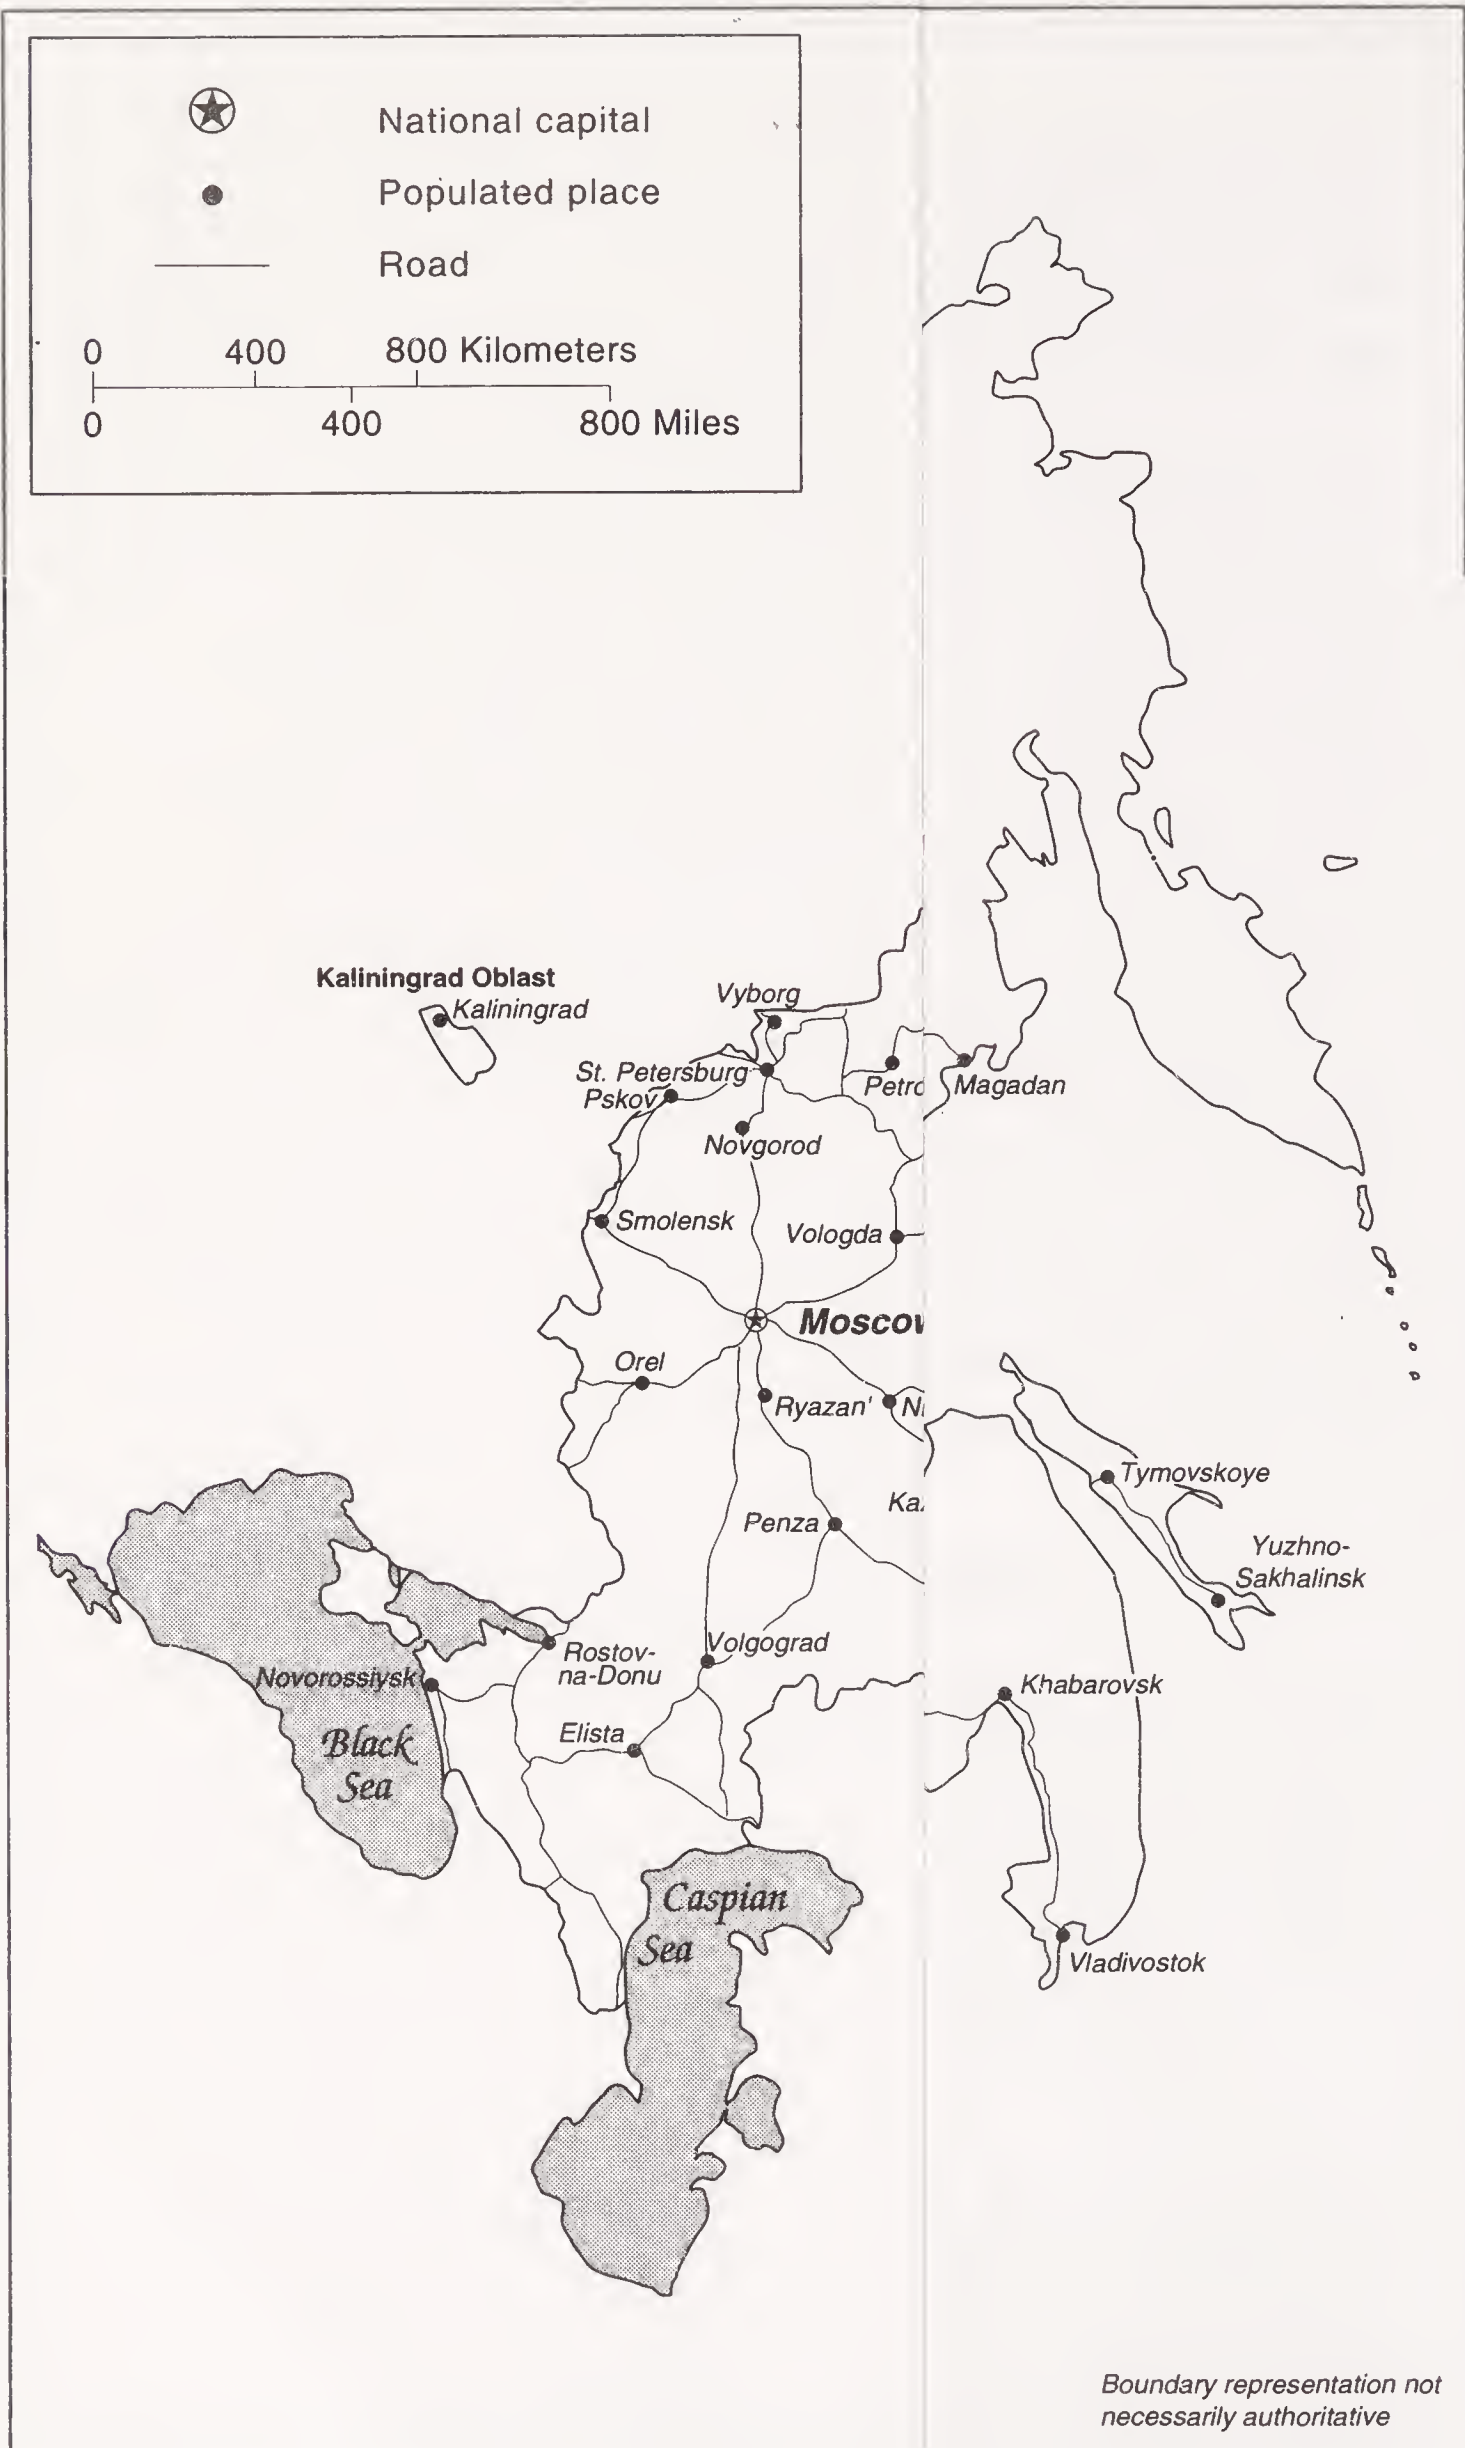 National capital
Populated place
Road
0 400 800 Kilometers
0 400 800 Miles
Kaliningrad Oblast
Kaliningrad
Vyborg
St. Petersburg
Pskov
Petro
Magadan
Novgorod
Smolensk
Vologda
Moscow
Orel
Ryazan'
Ni
Tymovskoye
Penza
Kaz
Yuzhno-
Sakhalinsk
Volgograd
Rostov-
na-Donu
Novorossiysk
Khabarovsk
Elista
Black
Sea
Caspian
Sea
Vladivostok
Boundary representation not
necessarily authoritative